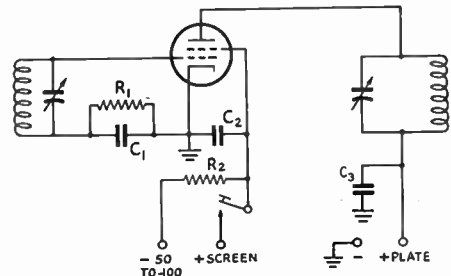 R1
C1
C2
R2
C3
- 50
TO-100
+ SCREEN
-
+ PLATE